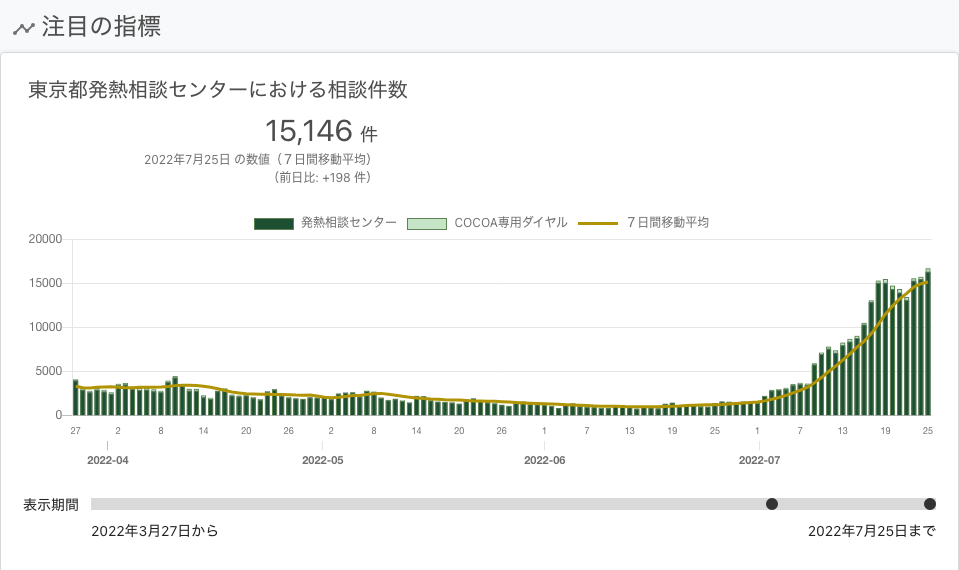 注目の指標
東京都発熱相談センターにおける相談件数
15,146 件
2022年7月25日 の数値（７日間移動平均）
（前日比: +198 件）
発熱相談センター COCOA専用ダイヤル ７日間移動平均
20000
15000
10000
5000
0
27 2 8 14 20 26 2 8 14 20 26 1 7 13 19 25 1 7 13 19 25
2022-04 2022-05 2022-06 2022-07
表示期間
2022年3月27日から 2022年7月25日まで